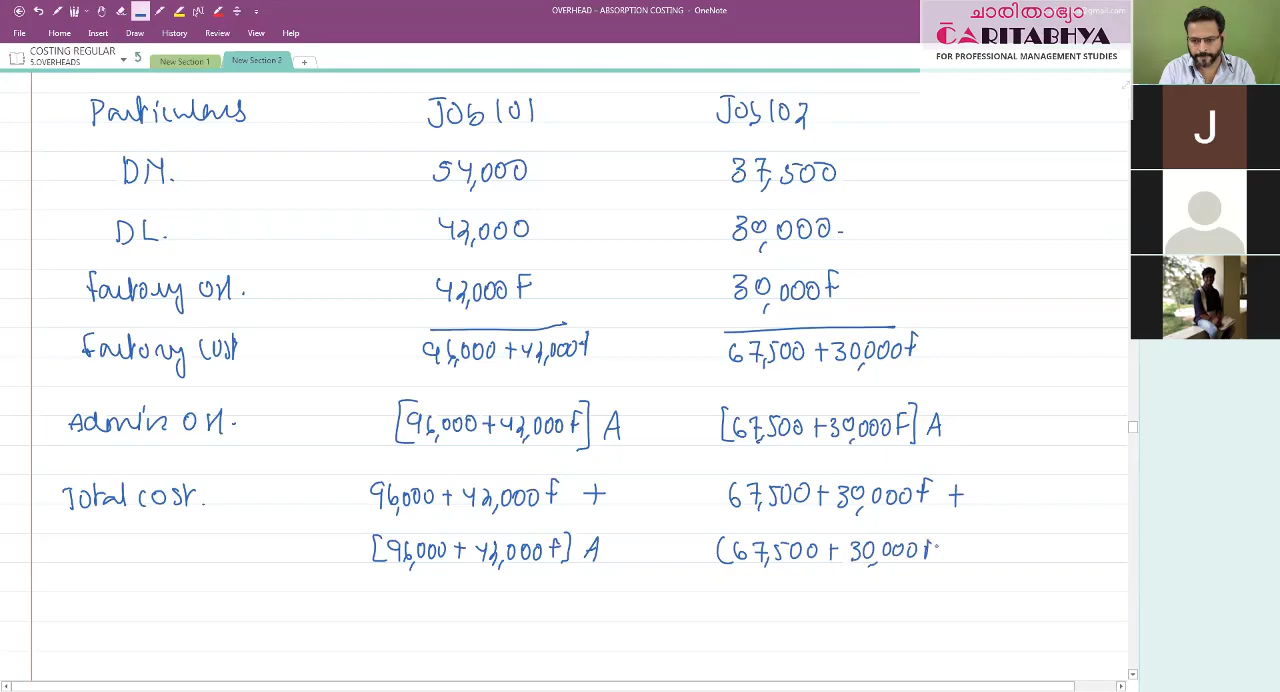 OVERHEAD – ABSORPTION COSTING - OneNote
ചാരിതാഭ്യാ
CARITABHYA
FOR PROFESSIONAL MANAGEMENT STUDIES
File Home Insert Draw History Review View Help
COSTING REGULAR
5.OVERHEADS
5
New Section 1
New Section 2
Particulars Job 101 Job 102
DM. 54,000 37,500
DL. 42,000 30,000-
Factory OH. 42,000 F 30,000 F
Factory cost 96,000 + 42,000 f 67,500 + 30,000 f
Admin OH. [96,000 + 42,000 F] A [67,500 + 30,000 F] A
Total cost. 96,000 + 42,000 f + 67,500 + 30,000 f +
[96,000 + 42,000 f] A (67,500 + 30,000 f
J